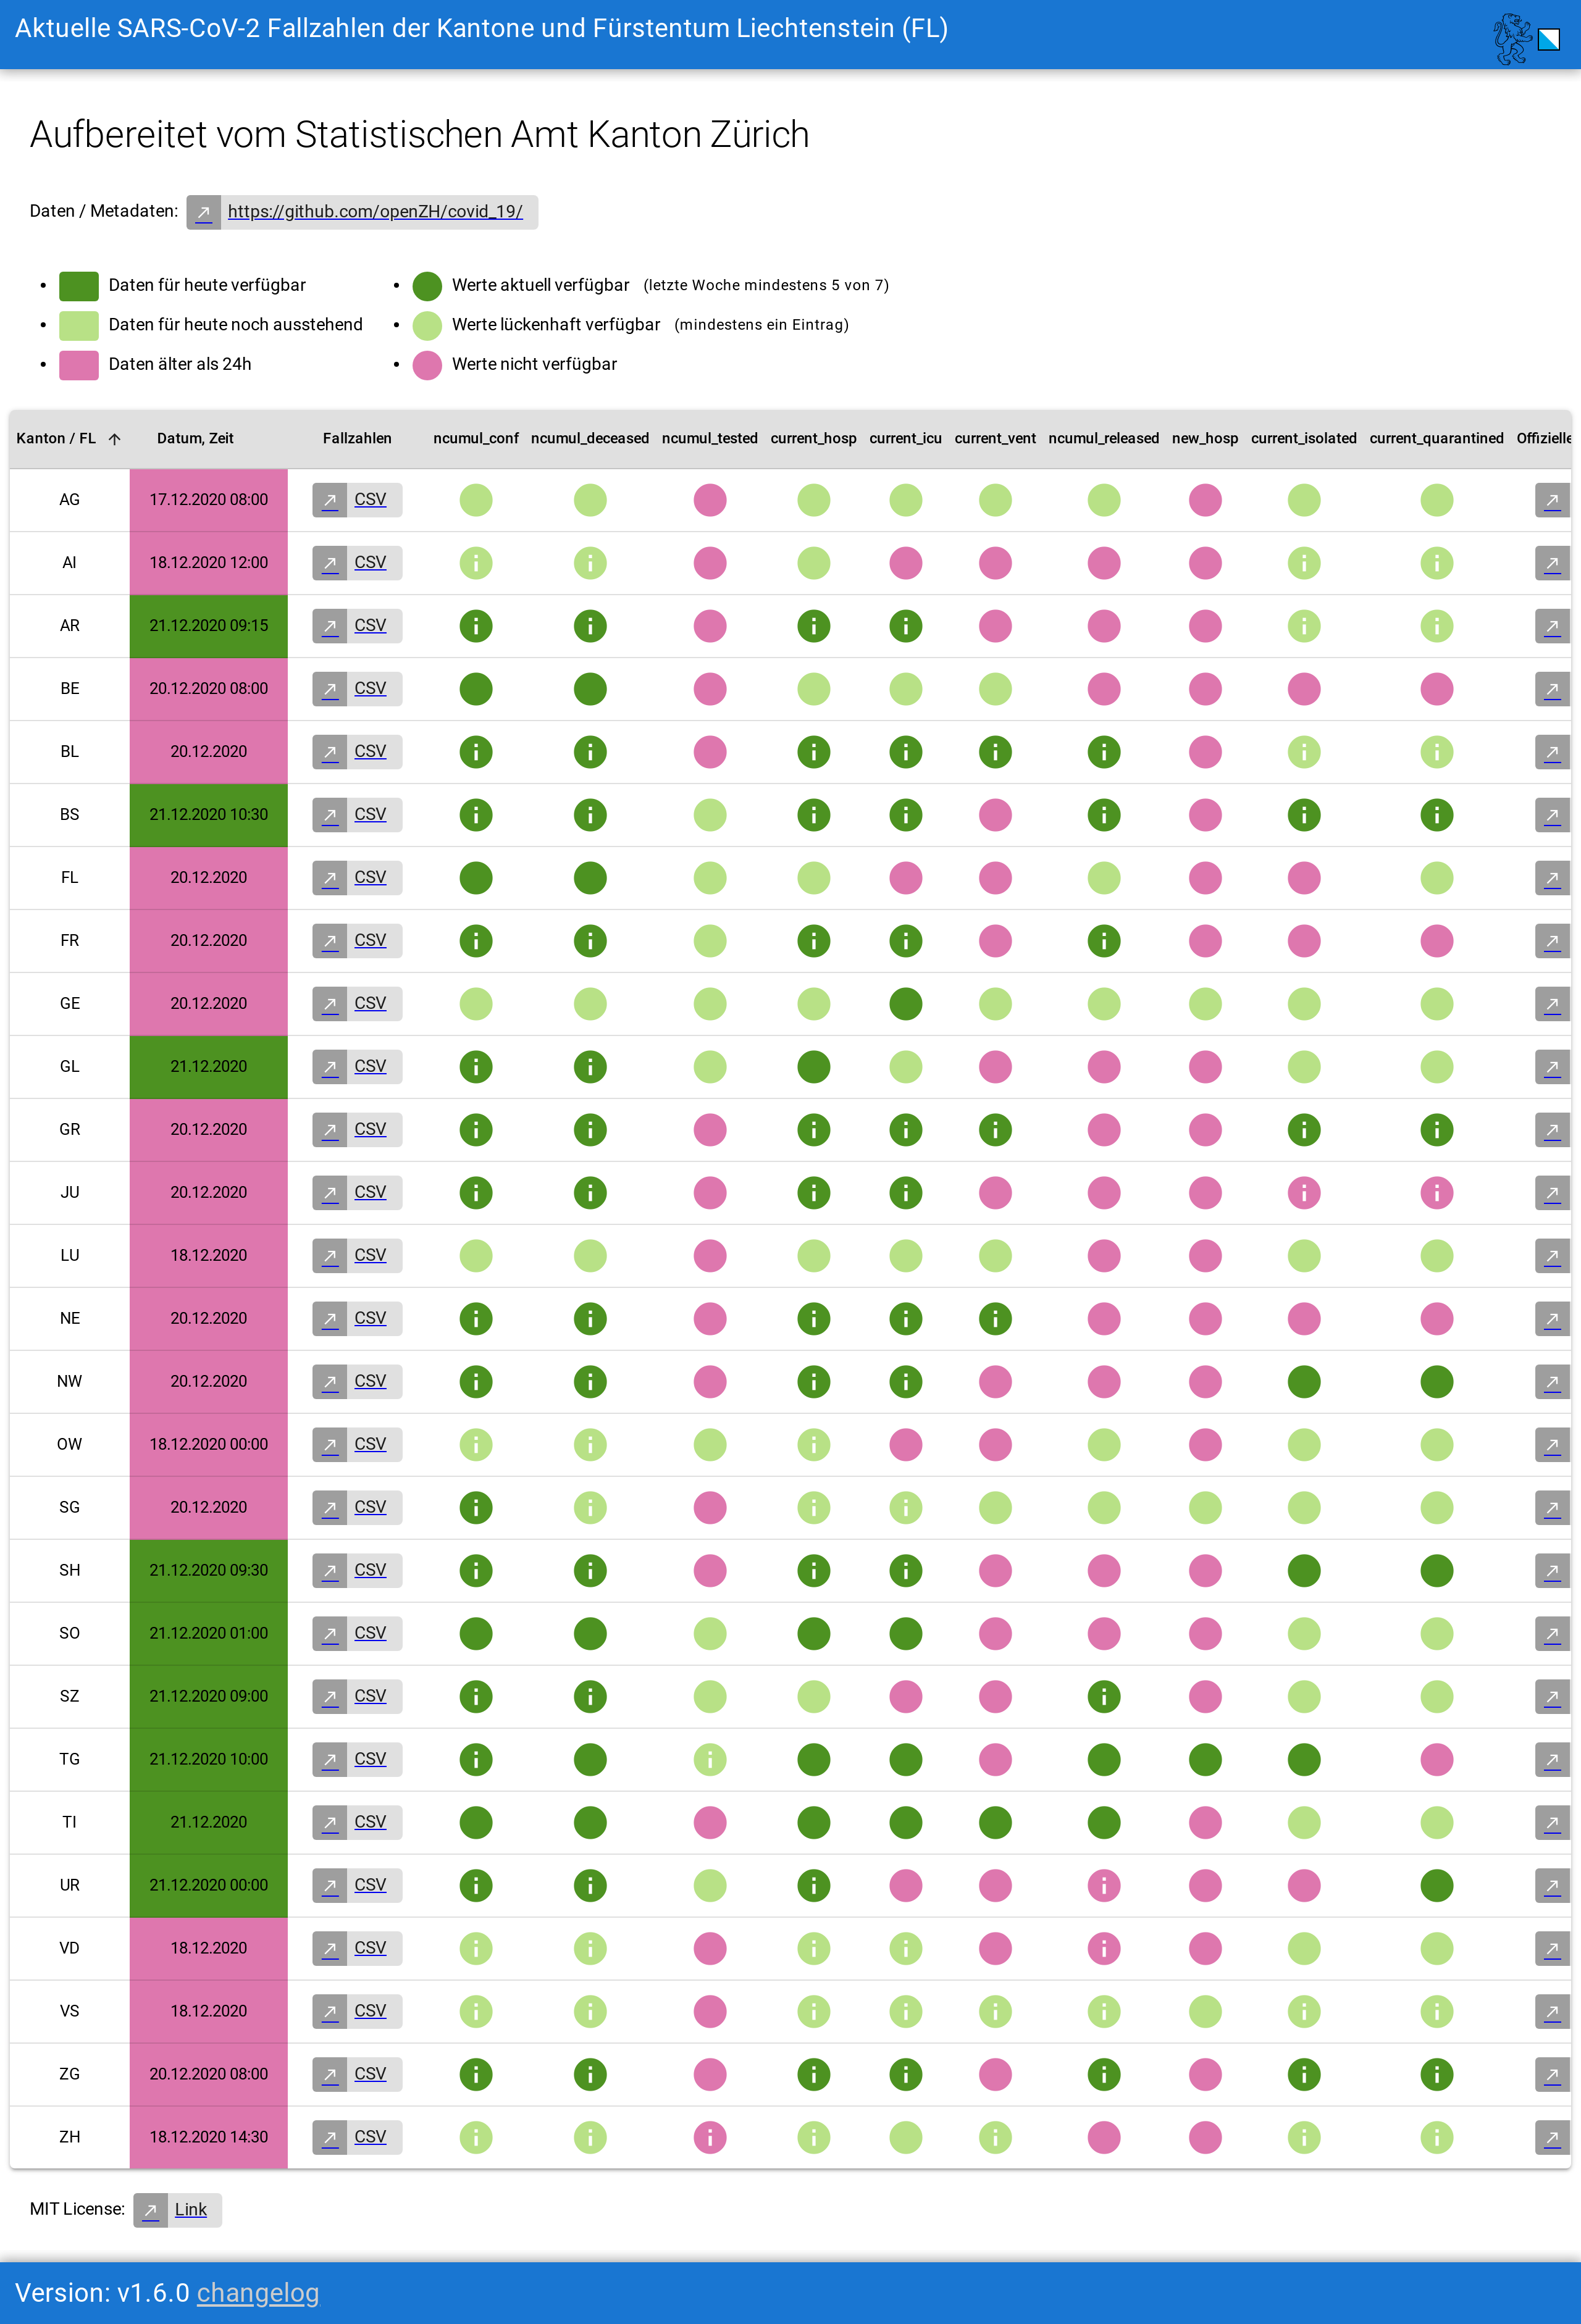 Aktuelle SARS-CoV-2 Fallzahlen der Kantone und Fürstentum Liechtenstein (FL)
Aufbereitet vom Statistischen Amt Kanton Zürich
Daten / Metadaten: https://github.com/openZH/covid_19/
Daten für heute verfügbar
Daten für heute noch ausstehend
Daten älter als 24h
Werte aktuell verfügbar (letzte Woche mindestens 5 von 7)
Werte lückenhaft verfügbar (mindestens ein Eintrag)
Werte nicht verfügbar
Kanton / FL Datum, Zeit Fallzahlen ncumul_conf ncumul_deceased ncumul_tested current_hosp current_icu current_vent ncumul_released new_hosp current_isolated current_quarantined Offizielle
AG 17.12.2020 08:00 CSV
AI 18.12.2020 12:00 CSV
AR 21.12.2020 09:15 CSV
BE 20.12.2020 08:00 CSV
BL 20.12.2020 CSV
BS 21.12.2020 10:30 CSV
FL 20.12.2020 CSV
FR 20.12.2020 CSV
GE 20.12.2020 CSV
GL 21.12.2020 CSV
GR 20.12.2020 CSV
JU 20.12.2020 CSV
LU 18.12.2020 CSV
NE 20.12.2020 CSV
NW 20.12.2020 CSV
OW 18.12.2020 00:00 CSV
SG 20.12.2020 CSV
SH 21.12.2020 09:30 CSV
SO 21.12.2020 01:00 CSV
SZ 21.12.2020 09:00 CSV
TG 21.12.2020 10:00 CSV
TI 21.12.2020 CSV
UR 21.12.2020 00:00 CSV
VD 18.12.2020 CSV
VS 18.12.2020 CSV
ZG 20.12.2020 08:00 CSV
ZH 18.12.2020 14:30 CSV
MIT License: Link
Version: v1.6.0 changelog